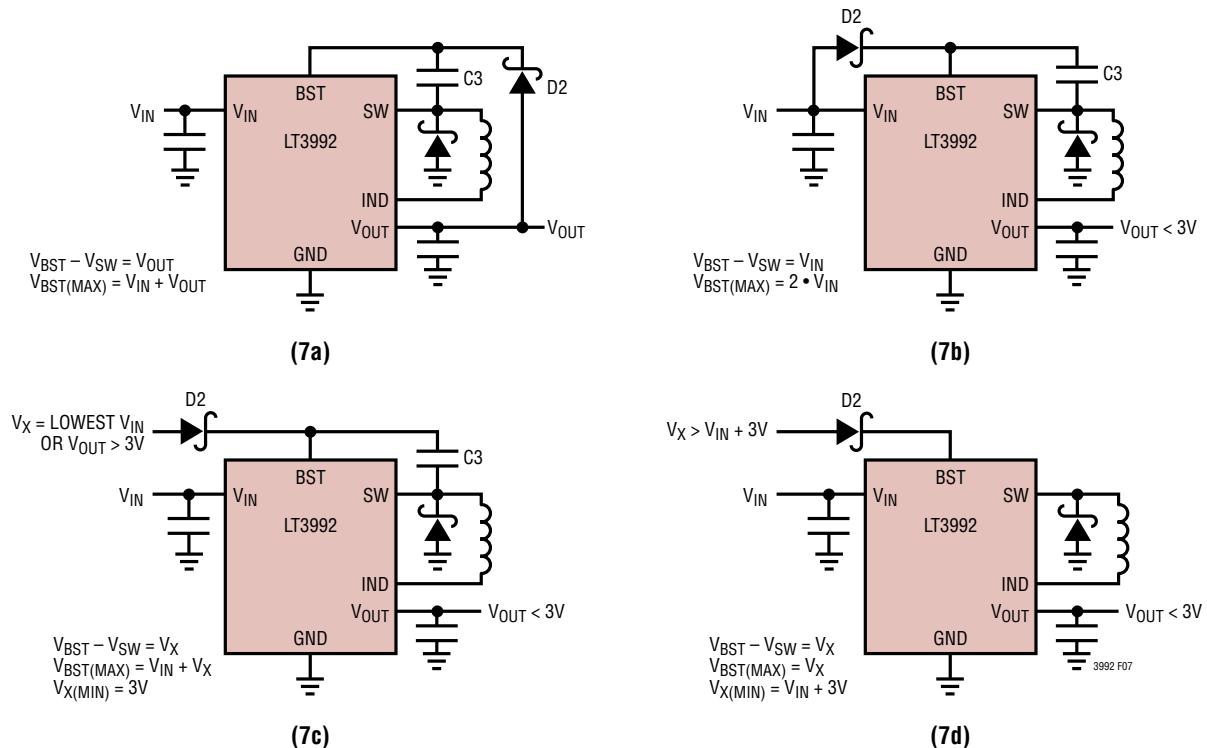 D2
C3
BST
V_IN
V_IN
SW
LT3992
IND
V_OUT
V_OUT
GND
V_BST – V_SW = V_OUT
V_BST(MAX) = V_IN + V_OUT
(7a)
D2
C3
BST
V_IN
V_IN
SW
LT3992
IND
V_OUT
V_OUT < 3V
GND
V_BST – V_SW = V_IN
V_BST(MAX) = 2 • V_IN
(7b)
D2
V_X = LOWEST V_IN
OR V_OUT > 3V
C3
BST
V_IN
V_IN
SW
LT3992
IND
V_OUT
V_OUT < 3V
GND
V_BST – V_SW = V_X
V_BST(MAX) = V_IN + V_X
V_X(MIN) = 3V
(7c)
D2
V_X > V_IN + 3V
BST
V_IN
V_IN
SW
LT3992
IND
V_OUT
V_OUT < 3V
GND
V_BST – V_SW = V_X
V_BST(MAX) = V_X
V_X(MIN) = V_IN + 3V
3992 F07
(7d)